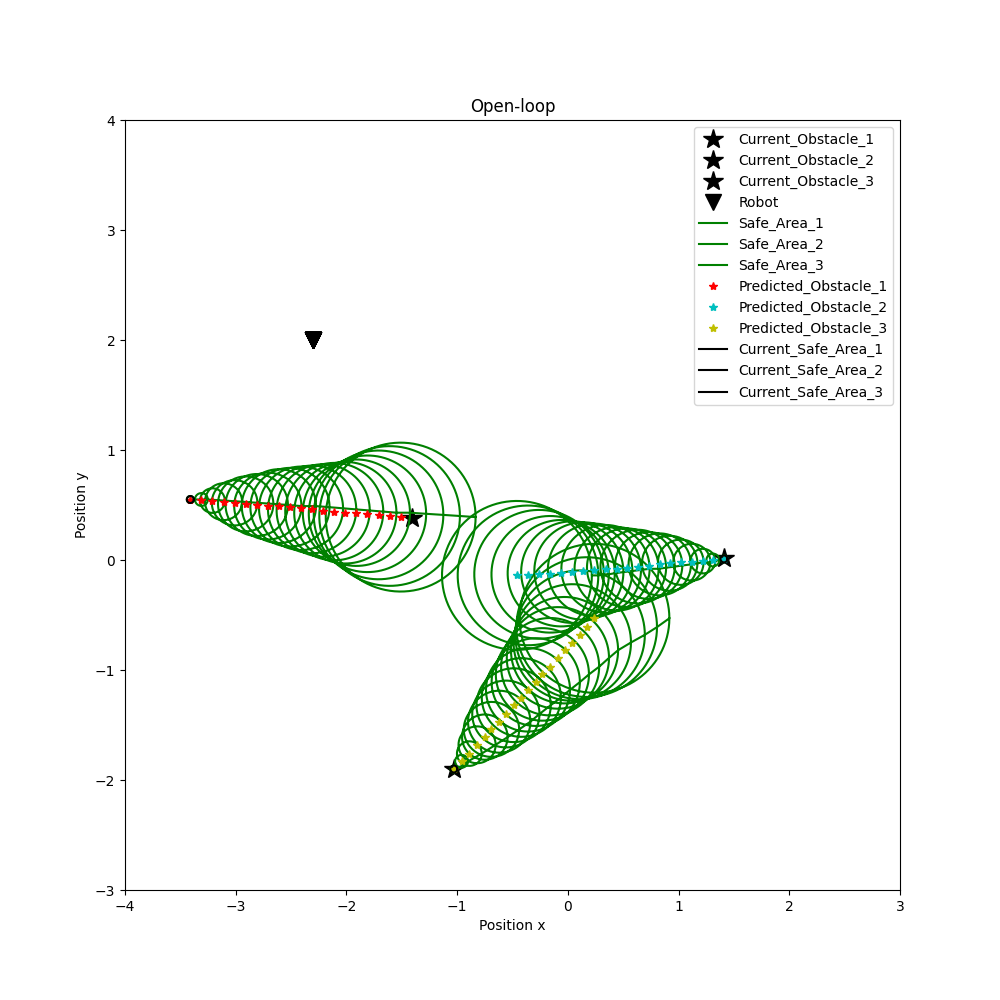 Open-loop
Current_Obstacle_1
Current_Obstacle_2
Current_Obstacle_3
Robot
Safe_Area_1
Safe_Area_2
Safe_Area_3
Predicted_Obstacle_1
Predicted_Obstacle_2
Predicted_Obstacle_3
Current_Safe_Area_1
Current_Safe_Area_2
Current_Safe_Area_3
4
3
2
1
0
−1
−2
−3
Position y
−4 −3 −2 −1 0 1 2 3
Position x